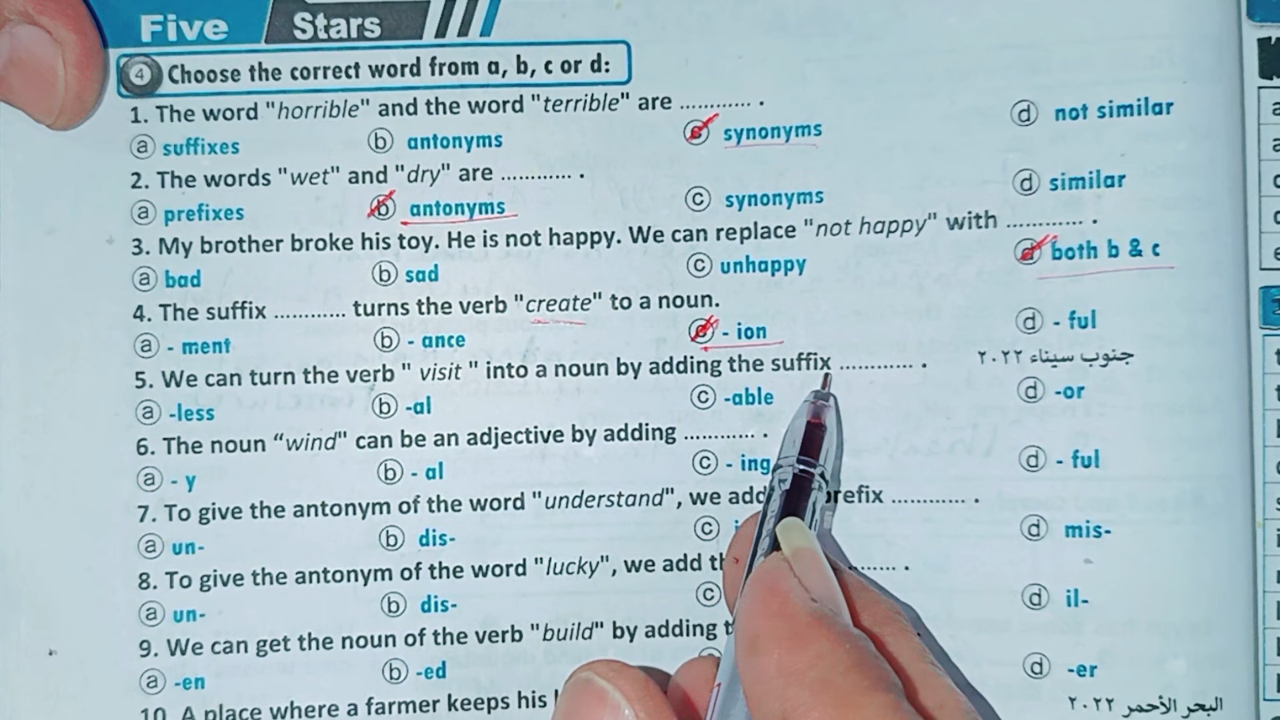 Five Stars
4 Choose the correct word from a, b, c or d:
1. The word "horrible" and the word "terrible" are ............ .
a suffixes b antonyms c synonyms d not similar
2. The words "wet" and "dry" are ............ .
a prefixes b antonyms c synonyms d similar
3. My brother broke his toy. He is not happy. We can replace "not happy" with ............ .
a bad b sad c unhappy d both b & c
4. The suffix ............ turns the verb "create" to a noun.
a - ment b - ance c - ion d - ful
5. We can turn the verb " visit " into a noun by adding the suffix ............ . جنوب سيناء ٢٠٢٢
a -less b -al c -able d -or
6. The noun “wind" can be an adjective by adding ............ .
a - y b - al c - ing d - ful
7. To give the antonym of the word "understand", we add prefix ............ .
a un- b dis- c d mis-
8. To give the antonym of the word "lucky", we add ........ .
a un- b dis- c d il-
9. We can get the noun of the verb "build" by adding
a -en b -ed d -er
10. A place where a farmer keeps his البحر الأحمر ٢٠٢٢